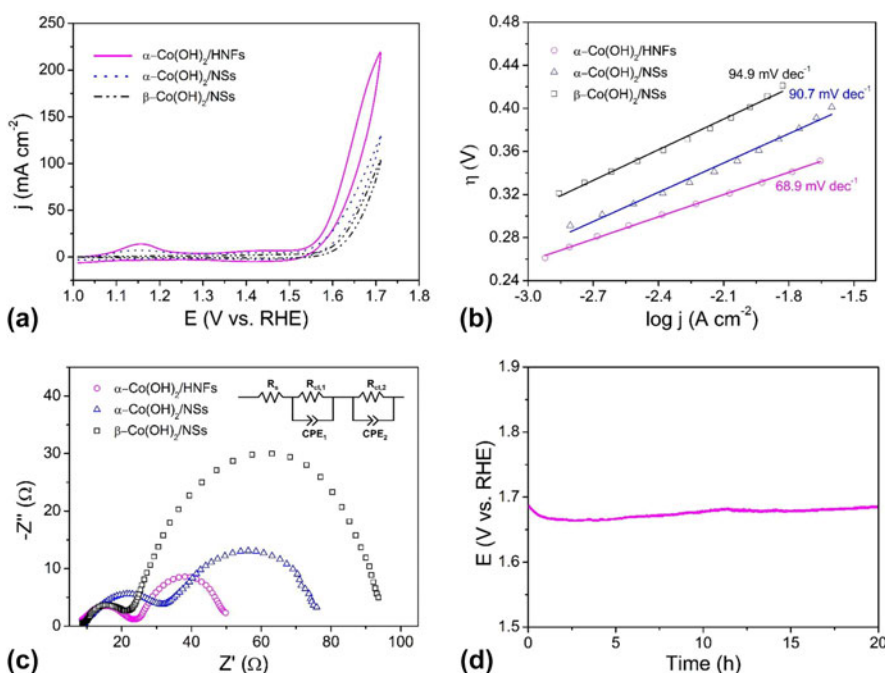 250
200
150
100
50
0
j (mA cm⁻²)
α–Co(OH)₂/HNFs
α–Co(OH)₂/NSs
β–Co(OH)₂/NSs
1.0 1.1 1.2 1.3 1.4 1.5 1.6 1.7 1.8
E (V vs. RHE)
(a)
0.48
0.44
0.40
0.36
0.32
0.28
0.24
η (V)
α–Co(OH)₂/HNFs
α–Co(OH)₂/NSs
β–Co(OH)₂/NSs
94.9 mV dec⁻¹
90.7 mV dec⁻¹
68.9 mV dec⁻¹
-3.0 -2.7 -2.4 -2.1 -1.8 -1.5
log j (A cm⁻²)
(b)
40
30
20
10
0
-Z'' (Ω)
α–Co(OH)₂/HNFs
α–Co(OH)₂/NSs
β–Co(OH)₂/NSs
Rₛ R_ct,1 R_ct,2
CPE₁ CPE₂
20 40 60 80 100
Z' (Ω)
(c)
1.9
1.8
1.7
1.6
1.5
E (V vs. RHE)
0 5 10 15 20
Time (h)
(d)